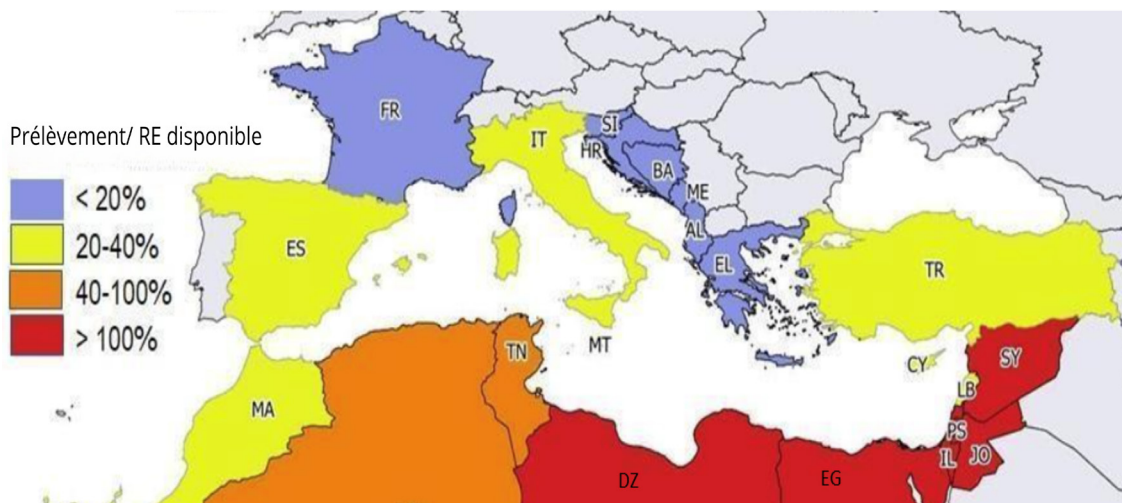 FR
SI
IT
Prélèvement/ RE disponible
HR
BA
< 20%
ME
20-40%
AL
ES
EL
TR
40-100%
> 100%
TN
MT
SY
CY
LB
MA
PS
IL
JO
DZ
EG